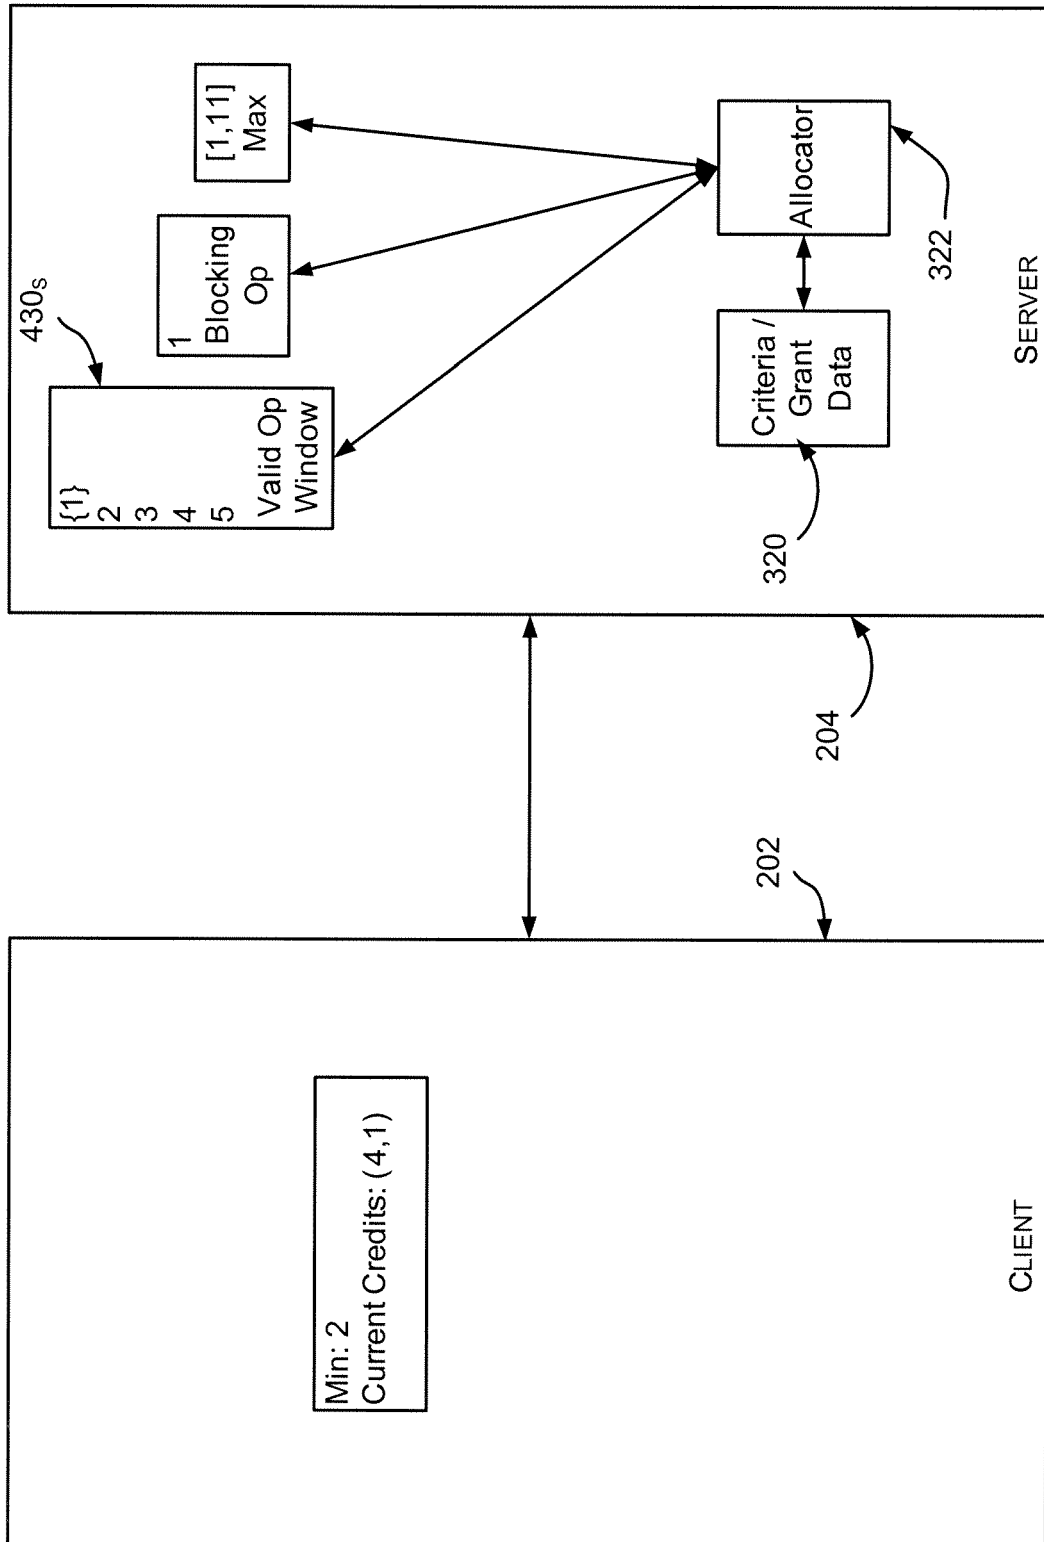 Min: 2
Current Credits: (4,1)
202
CLIENT
430S
{1}
2
3
4
5
Valid Op
Window
1
Blocking
Op
[1,11]
Max
Criteria /
Grant
Data
Allocator
320
322
204
SERVER